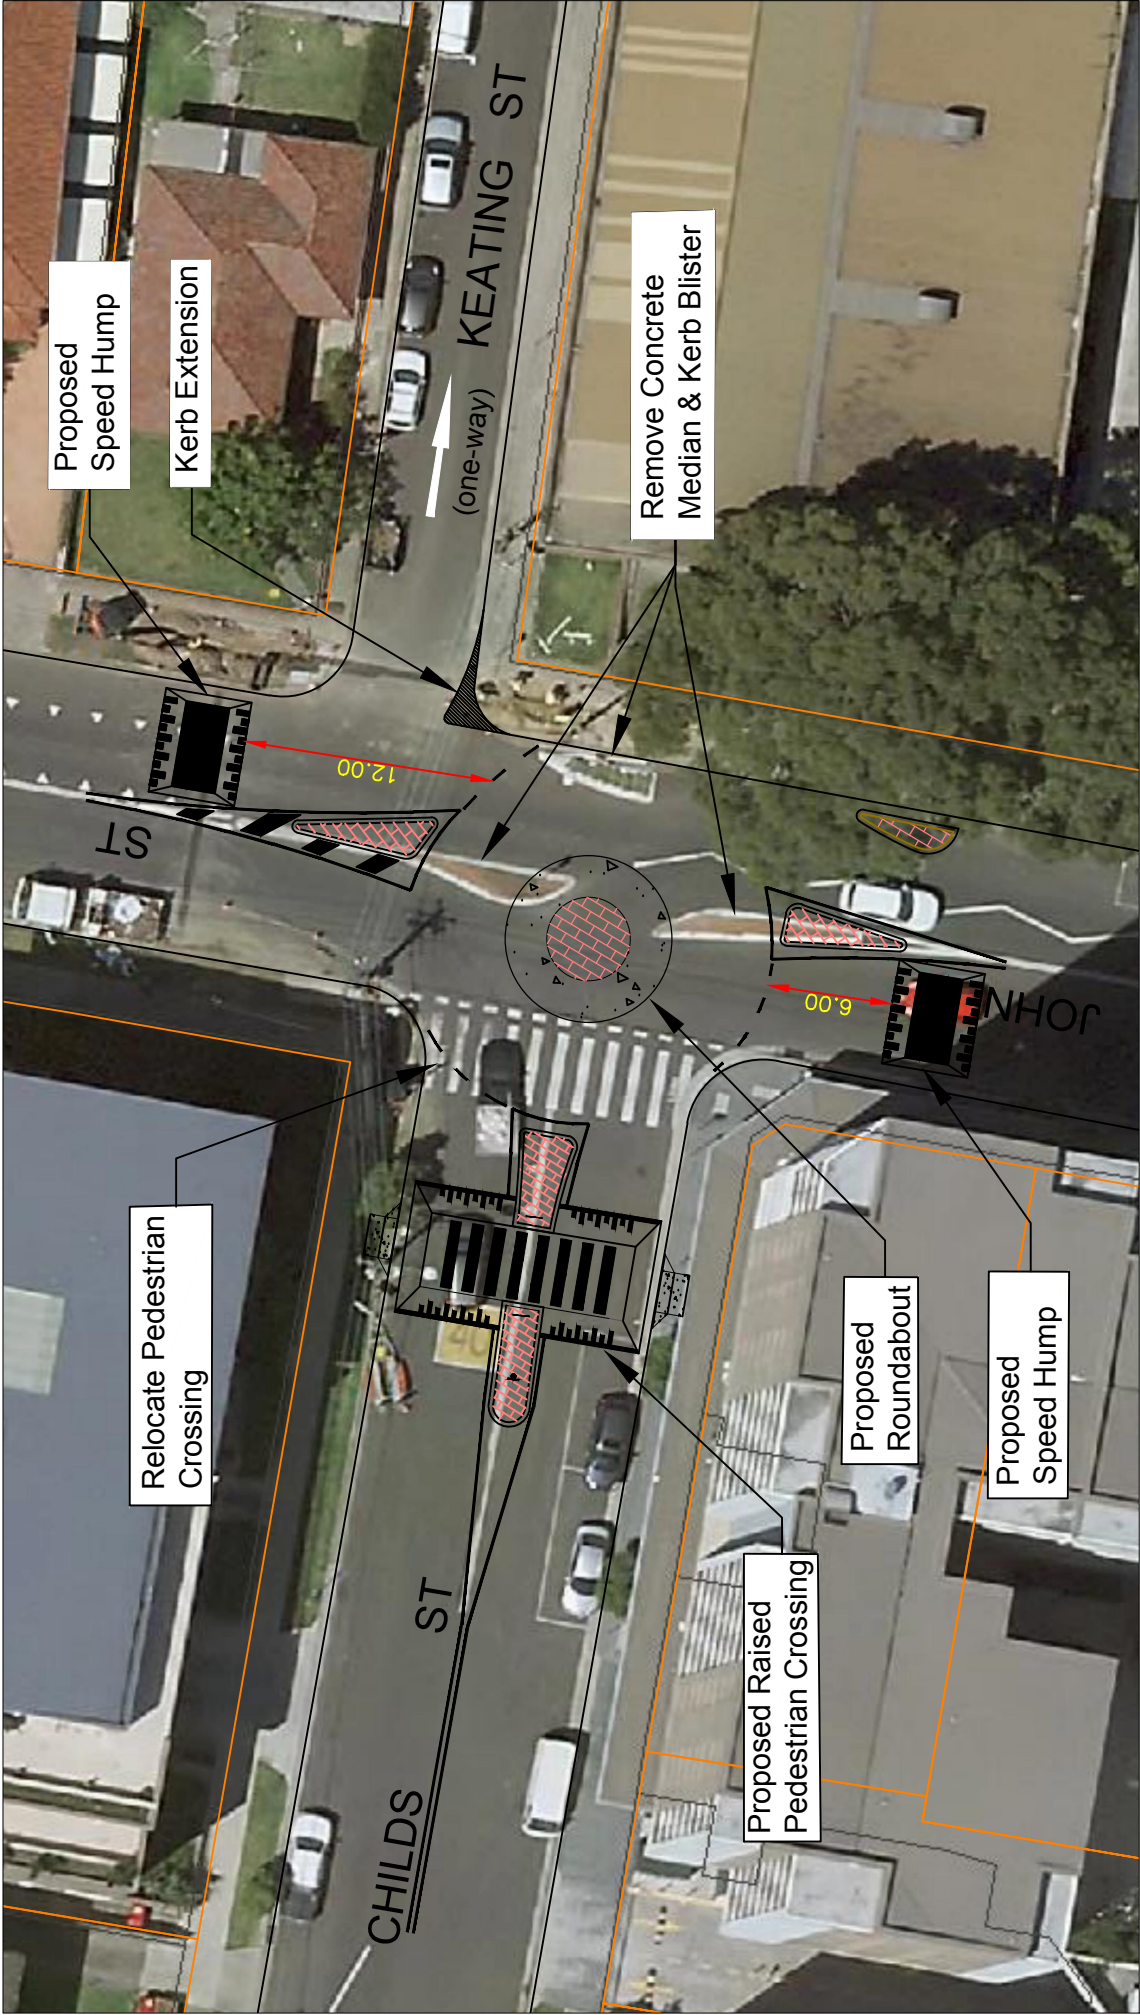 Proposed
Speed Hump
Kerb Extension
KEATING ST
(one-way)
Remove Concrete
Median & Kerb Blister
12.00
ST
6.00
JOHN
Relocate Pedestrian
Crossing
40
Proposed
Roundabout
Proposed
Speed Hump
Proposed Raised
Pedestrian Crossing
CHILDS ST